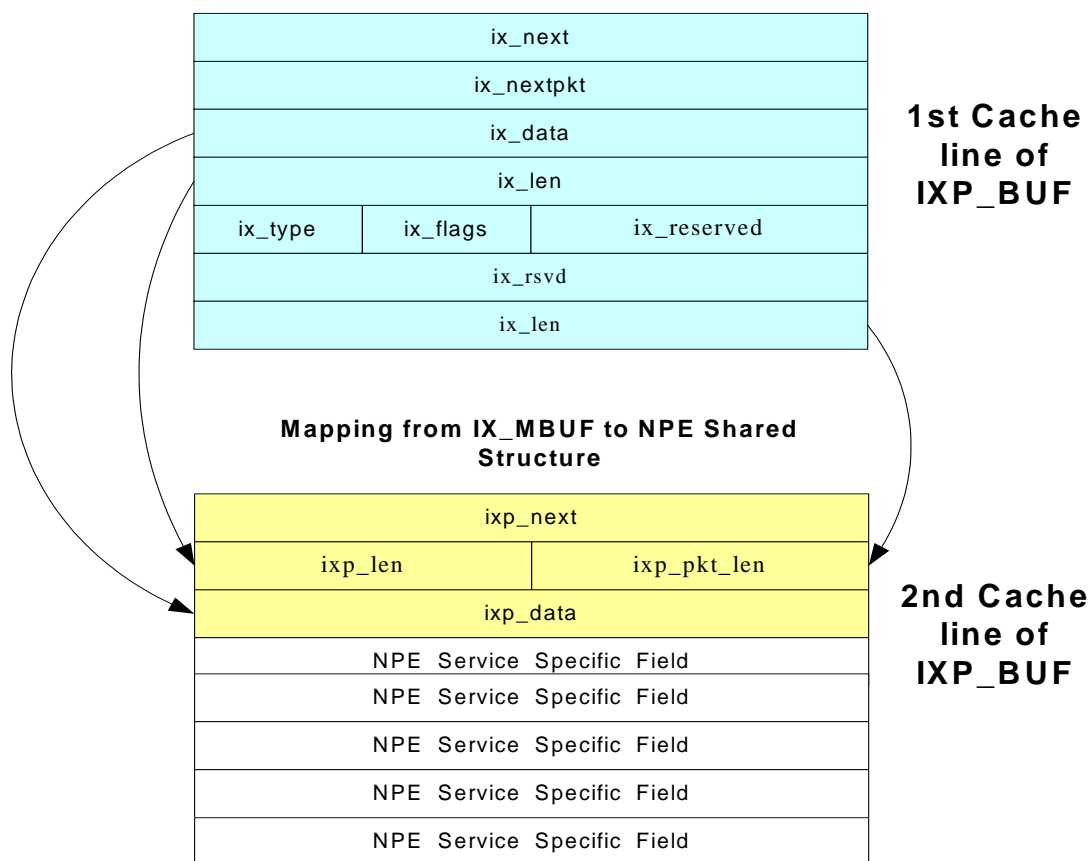 ix_next
ix_nextpkt
ix_data
ix_len
ix_type ix_flags ix_reserved
ix_rsvd
ix_len
1st Cache
line of
IXP_BUF
Mapping from IX_MBUF to NPE Shared
Structure
ixp_next
ixp_len ixp_pkt_len
ixp_data
NPE Service Specific Field
NPE Service Specific Field
NPE Service Specific Field
NPE Service Specific Field
NPE Service Specific Field
2nd Cache
line of
IXP_BUF